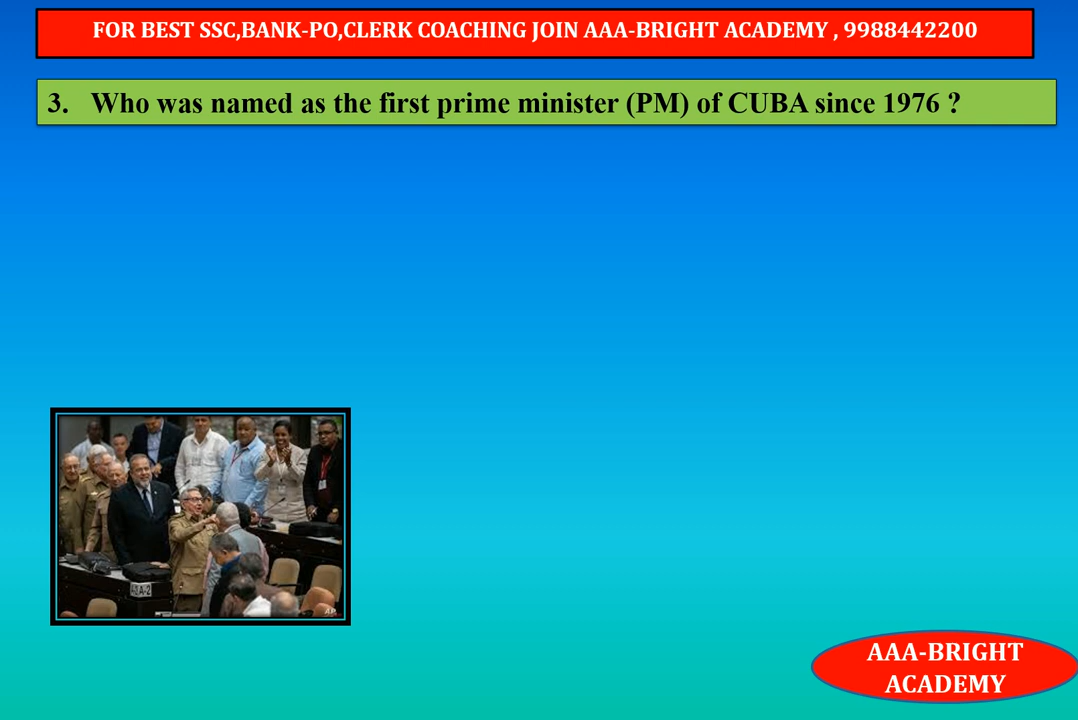 FOR BEST SSC,BANK-PO,CLERK COACHING JOIN AAA-BRIGHT ACADEMY , 9988442200
3. Who was named as the first prime minister (PM) of CUBA since 1976 ?
AAA-BRIGHT
ACADEMY